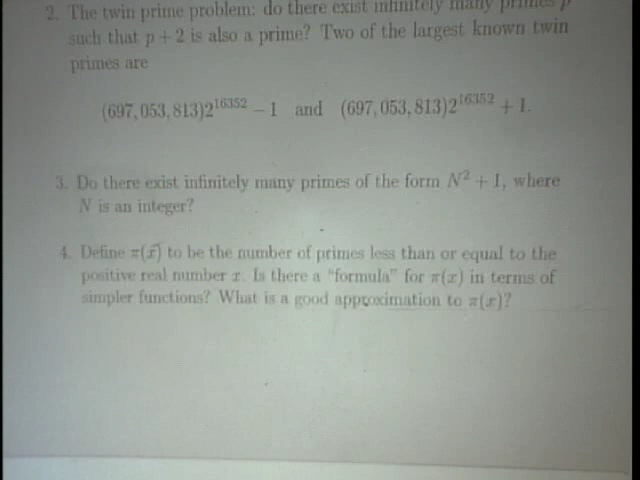 2. The twin prime problem: do there exist infinitely many primes p
such that p + 2 is also a prime? Two of the largest known twin
primes are
(697, 053, 813)2^16352 − 1 and (697, 053, 813)2^16352 + 1.
3. Do there exist infinitely many primes of the form N² + 1, where
N is an integer?
4. Define π(x) to be the number of primes less than or equal to the
positive real number x. Is there a "formula" for π(x) in terms of
simpler functions? What is a good approximation to π(x)?